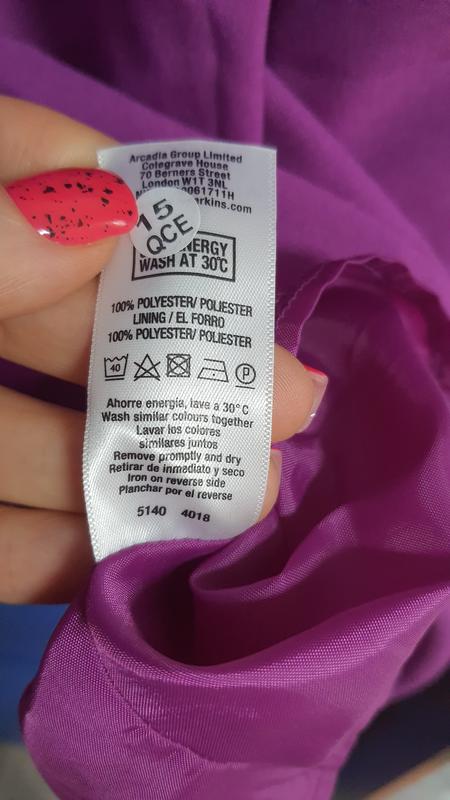 Arcadia Group Limited
Colegrave House
70 Berners Street
London W1T 3NL
061711H
rkins.com
15
QCE
ENERGY
WASH AT 30°C
100% POLYESTER/ POLIESTER
LINING / EL FORRO
100% POLYESTER/ POLIESTER
40
P
Ahorre energía, lave a 30°C
Wash similar colours together
Lavar los colores
similares juntos
Remove promptly and dry
Retirar de inmediato y seco
Iron on reverse side
Planchar por el reverse
5140 4018